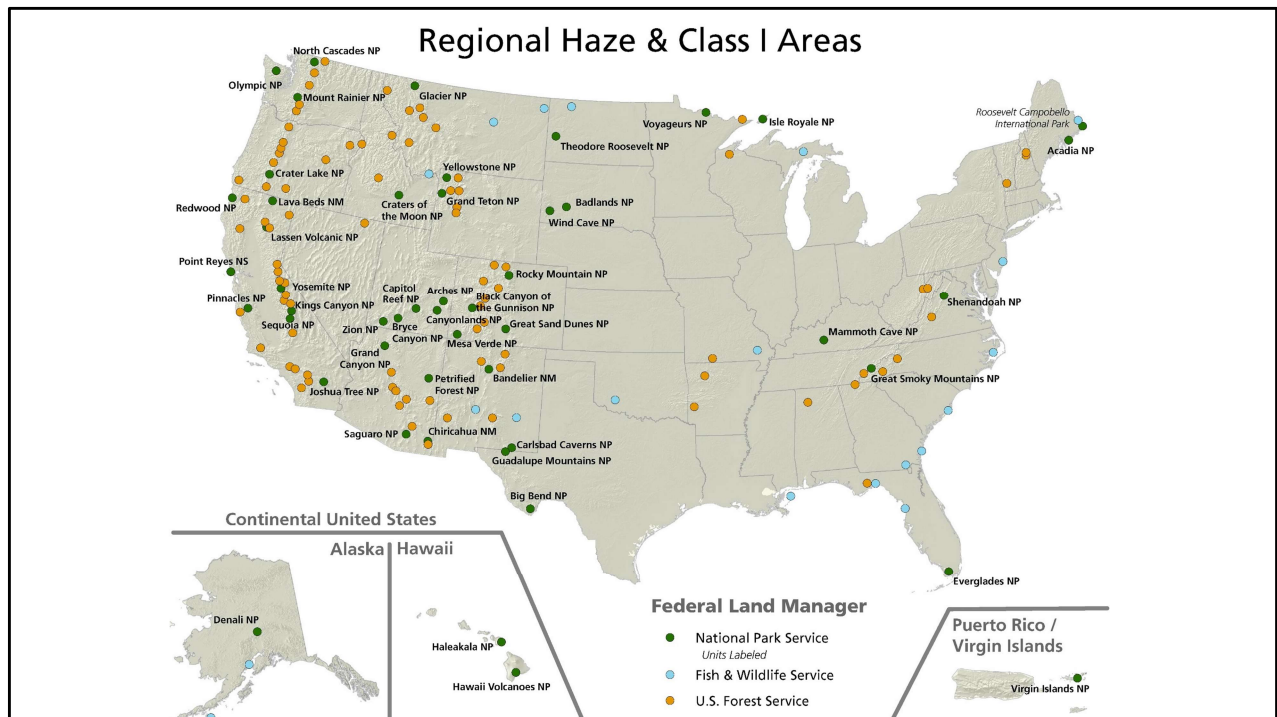 Regional Haze & Class I Areas
North Cascades NP
Olympic NP
Mount Rainier NP
Glacier NP
Voyageurs NP
Isle Royale NP
Roosevelt Campobello
International Park
Acadia NP
Theodore Roosevelt NP
Crater Lake NP
Yellowstone NP
Redwood NP
Lava Beds NM
Craters of
the Moon NP
Grand Teton NP
Badlands NP
Wind Cave NP
Lassen Volcanic NP
Point Reyes NS
Rocky Mountain NP
Yosemite NP
Capitol
Reef NP
Arches NP
Black Canyon of
the Gunnison NP
Pinnacles NP
Kings Canyon NP
Shenandoah NP
Sequoia NP
Zion NP
Bryce
Canyon NP
Canyonlands NP
Great Sand Dunes NP
Mammoth Cave NP
Mesa Verde NP
Grand
Canyon NP
Joshua Tree NP
Petrified
Forest NP
Bandelier NM
Great Smoky Mountains NP
Saguaro NP
Chiricahua NM
Carlsbad Caverns NP
Guadalupe Mountains NP
Big Bend NP
Everglades NP
Continental United States
Alaska
Hawaii
Denali NP
Haleakala NP
Hawaii Volcanoes NP
Federal Land Manager
National Park Service
Units Labeled
Fish & Wildlife Service
U.S. Forest Service
Puerto Rico /
Virgin Islands
Virgin Islands NP